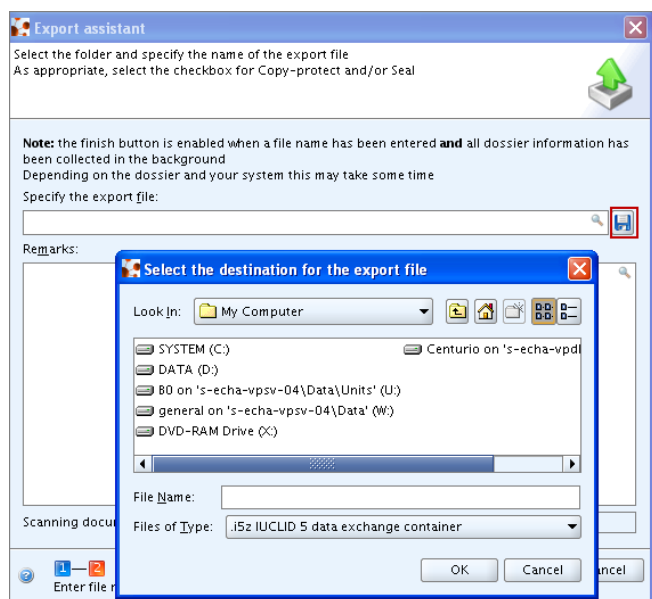 Export assistant
Select the folder and specify the name of the export file
As appropriate, select the checkbox for Copy-protect and/or Seal
Note: the finish button is enabled when a file name has been entered and all dossier information has
been collected in the background
Depending on the dossier and your system this may take some time
Specify the export file:
Remarks:
Select the destination for the export file
Look In: My Computer
SYSTEM (C:)
Centurio on 's-echa-vpdl
DATA (D:)
B0 on 's-echa-vpsv-04\Data\Units' (U:)
general on 's-echa-vpsv-04\Data' (W:)
DVD-RAM Drive (X:)
File Name:
Files of Type: .i5z IUCLID 5 data exchange container
OK Cancel
Scanning docu
1 2
Enter file
ncel